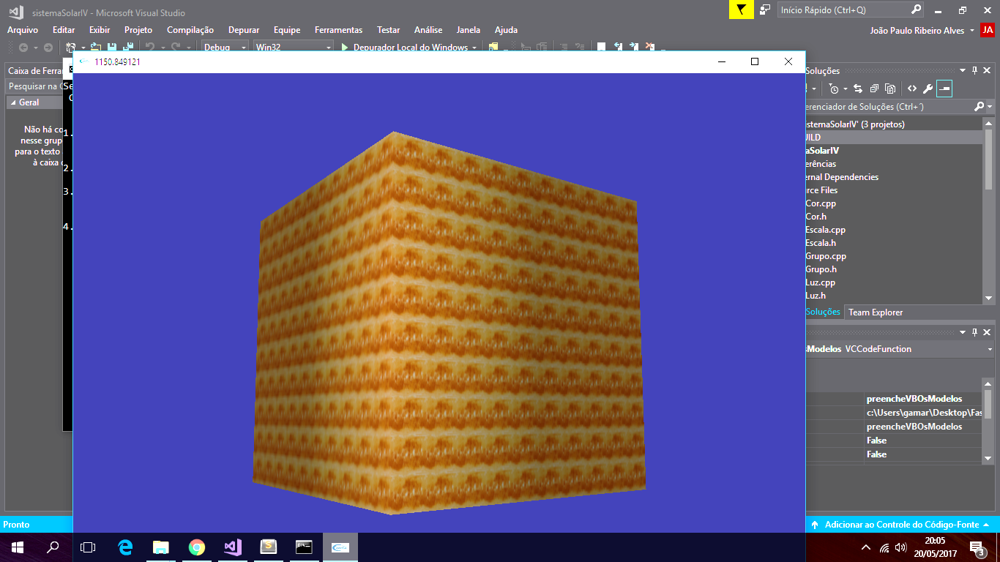 sistemaSolarIV - Microsoft Visual Studio
Início Rápido (Ctrl+Q)
Arquivo Editar Exibir Projeto Compilação Depurar Equipe Ferramentas Testar Análise Janela Ajuda
João Paulo Ribeiro Alves JA
Debug Win32 Depurador Local do Windows
1150.849121
Caixa de Ferra
Pesquisar na C
Geral
Não há co
nesse grup
para o texto
à caixa d
Se
C
1.
2.
3.
4.
Soluções
erenciador de Soluções (Ctrl+´)
istemaSolarIV' (3 projetos)
UILD
aSolarIV
erências
ernal Dependencies
urce Files
Cor.cpp
Cor.h
Escala.cpp
Escala.h
Grupo.cpp
Grupo.h
Luz.cpp
Luz.h
Soluções Team Explorer
sModelos VCCodeFunction
preencheVBOsModelos
c:\Users\gamar\Desktop\Fas
preencheVBOsModelos
False
False
Pronto
Adicionar ao Controle do Código-Fonte
20:05
20/05/2017
3